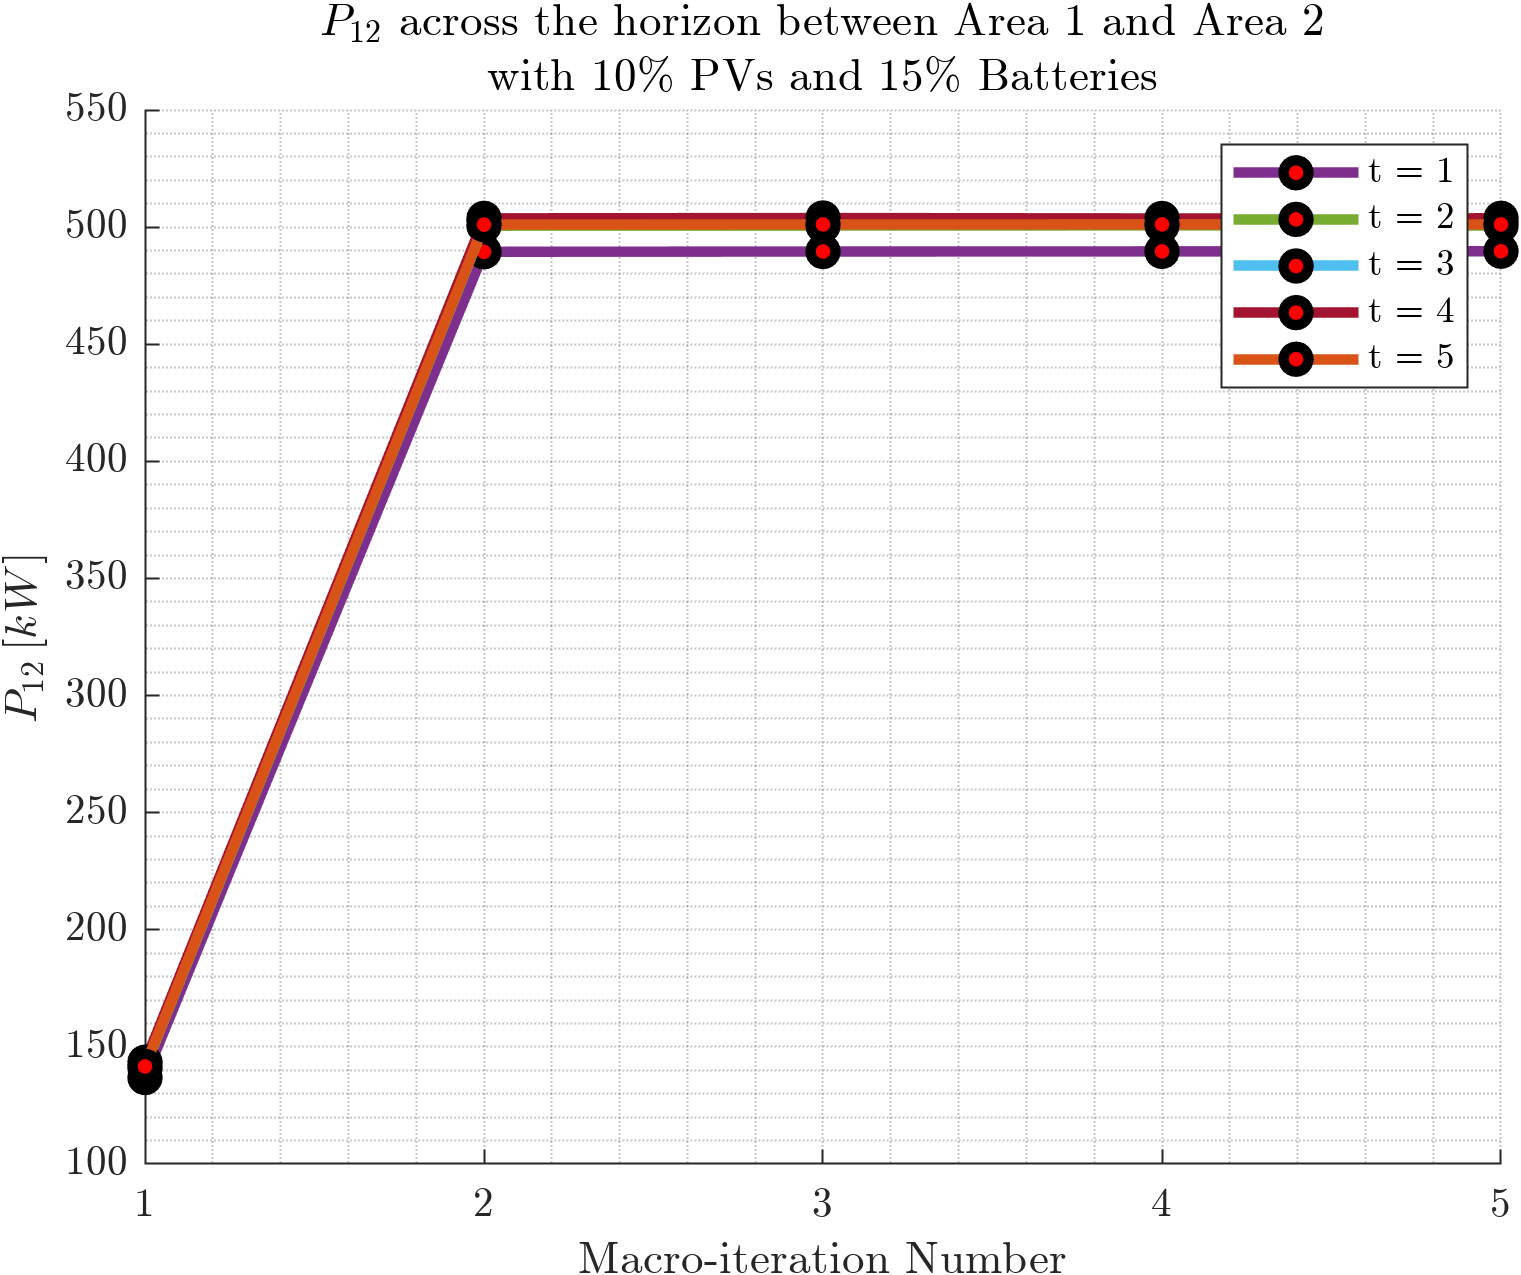 P₁₂ across the horizon between Area 1 and Area 2
with 10% PVs and 15% Batteries
550
500
450
400
350
300
250
200
150
100
P₁₂ [kW]
t = 1
t = 2
t = 3
t = 4
t = 5
1 2 3 4 5
Macro-iteration Number